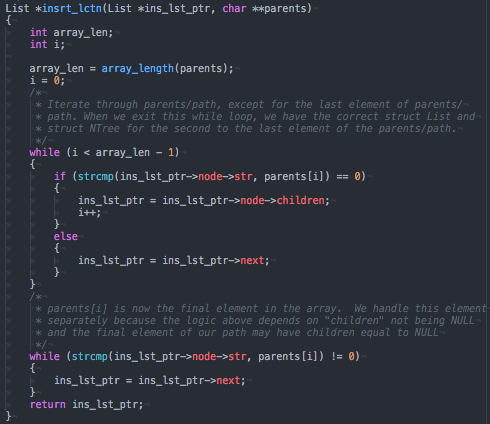 List *insrt_lctn(List *ins_lst_ptr, char **parents)
{
    int array_len;
    int i;

    array_len = array_length(parents);
    i = 0;
    /*
     * Iterate through parents/path, except for the last element of parents/
     * path. When we exit this while loop, we have the correct struct List and
     * struct NTree for the second to the last element of the parents/path.
     */
    while (i < array_len - 1)
    {
        if (strcmp(ins_lst_ptr->node->str, parents[i]) == 0)
        {
            ins_lst_ptr = ins_lst_ptr->node->children;
            i++;
        }
        else
        {
            ins_lst_ptr = ins_lst_ptr->next;
        }
    }
    /*
     * parents[i] is now the final element in the array.  We handle this element
     * separately because the logic above depends on "children" not being NULL
     * and the final element of our path may have children equal to NULL
     */
    while (strcmp(ins_lst_ptr->node->str, parents[i]) != 0)
    {
        ins_lst_ptr = ins_lst_ptr->next;
    }
    return ins_lst_ptr;
}